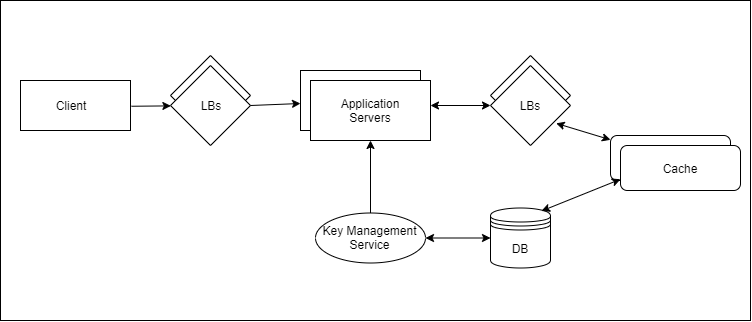 Client
LBs
Application
Servers
LBs
Cache
Key Management
Service
DB